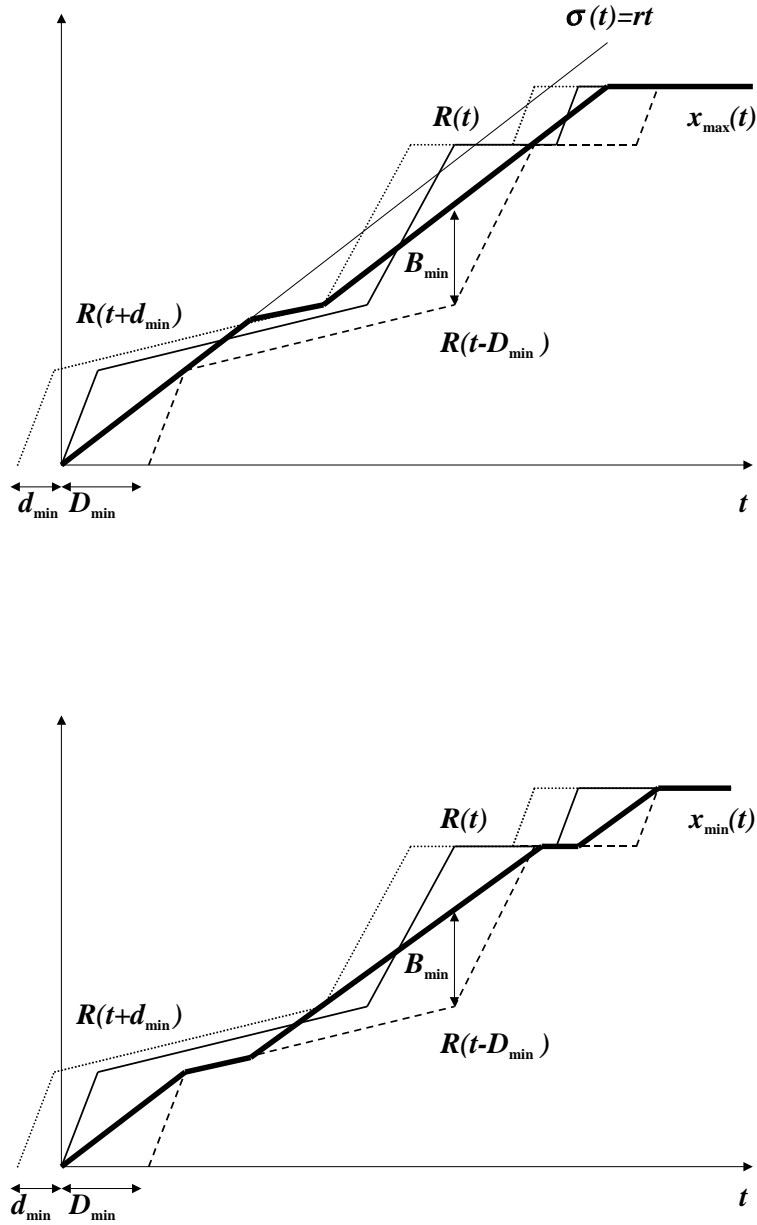 σ(t)=rt
R(t)
x_max(t)
B_min
R(t+d_min)
R(t-D_min)
d_min D_min
t
R(t)
x_min(t)
B_min
R(t+d_min)
R(t-D_min)
d_min D_min
t